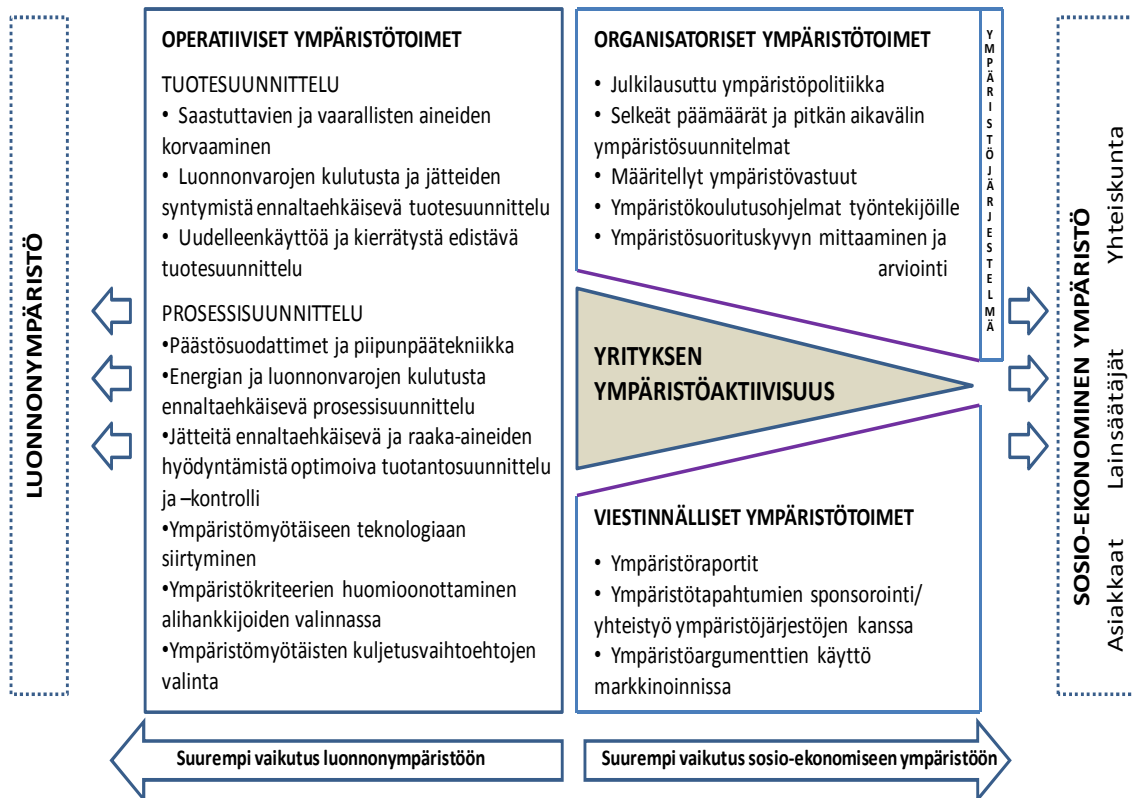 LUONNONYMPÄRISTÖ
OPERATIIVISET YMPÄRISTÖTOIMET
TUOTESUUNNITTELU
• Saastuttavien ja vaarallisten aineiden
korvaaminen
• Luonnonvarojen kulutusta ja jätteiden
syntymistä ennaltaehkäisevä tuotesuunnittelu
• Uudelleenkäyttöä ja kierrätystä edistävä
tuotesuunnittelu
PROSESSISUUNNITTELU
•Päästösuodattimet ja piipunpäätekniikka
•Energian ja luonnonvarojen kulutusta
ennaltaehkäisevä prosessisuunnittelu
•Jätteitä ennaltaehkäisevä ja raaka-aineiden
hyödyntämistä optimoiva tuotantosuunnittelu
ja –kontrolli
•Ympäristömyötäiseen teknologiaan
siirtyminen
•Ympäristökriteerien huomioonottaminen
alihankkijoiden valinnassa
•Ympäristömyötäisten kuljetusvaihtoehtojen
valinta
ORGANISATORISET YMPÄRISTÖTOIMET
• Julkilausuttu ympäristöpolitiikka
• Selkeät päämäärät ja pitkän aikavälin
ympäristösuunnitelmat
• Määritellyt ympäristövastuut
• Ympäristökoulutusohjelmat työntekijöille
• Ympäristösuorituskyvyn mittaaminen ja
arviointi
YMPÄRISTÖJÄRJESTELMÄ
YRITYKSEN
YMPÄRISTÖAKTIIVISUUS
VIESTINNÄLLISET YMPÄRISTÖTOIMET
• Ympäristöraportit
• Ympäristötapahtumien sponsorointi/
yhteistyö ympäristöjärjestöjen kanssa
• Ympäristöargumenttien käyttö
markkinoinnissa
SOSIO-EKONOMINEN YMPÄRISTÖ
Asiakkaat Lainsäätäjät Yhteiskunta
Suurempi vaikutus luonnonympäristöön
Suurempi vaikutus sosio-ekonomiseen ympäristöön